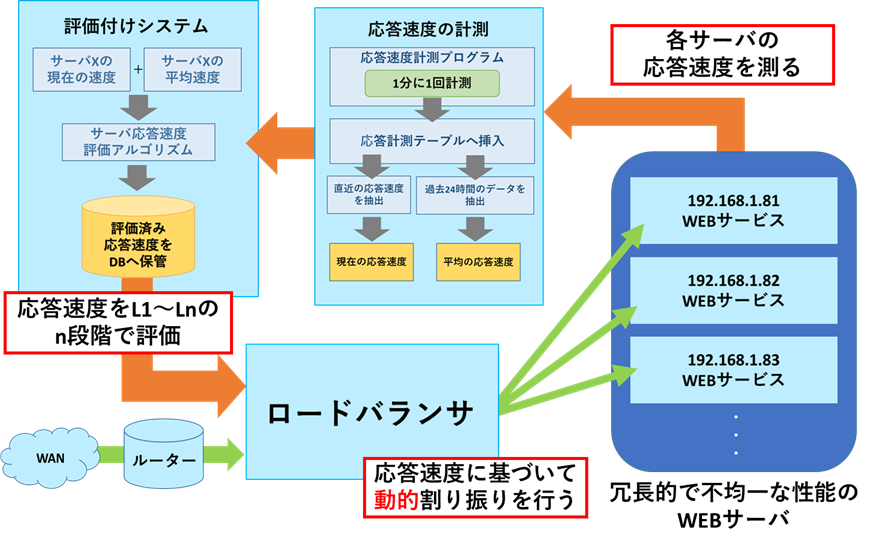 評価付けシステム
サーバXの
現在の速度
+
サーバXの
平均速度
サーバ応答速度
評価アルゴリズム
評価済み
応答速度を
DBへ保管
応答速度の計測
応答速度計測プログラム
1分に1回計測
応答計測テーブルへ挿入
直近の応答速度
を抽出
過去24時間のデータを
抽出
現在の応答速度
平均の応答速度
各サーバの
応答速度を測る
192.168.1.81
WEBサービス
192.168.1.82
WEBサービス
192.168.1.83
WEBサービス
・
・
・
冗長的で不均一な性能の
WEBサーバ
応答速度をL1～Lnの
n段階で評価
ロードバランサ
WAN
ルーター
応答速度に基づいて
動的割り振りを行う